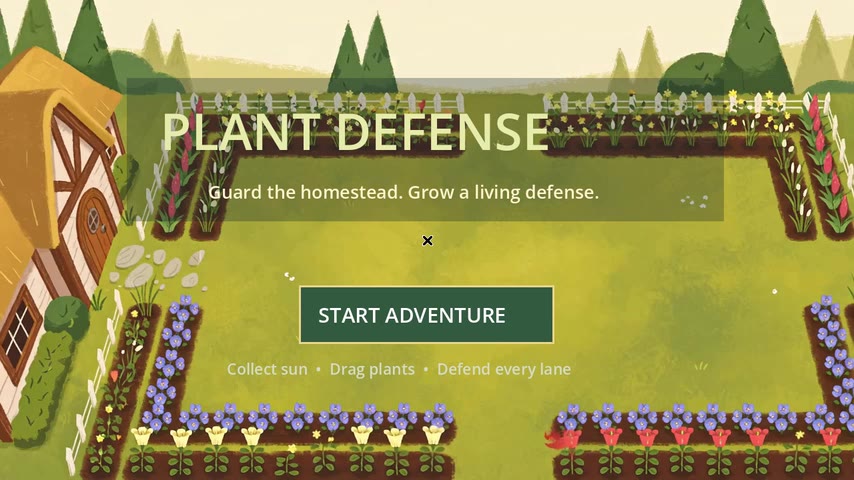 PLANT DEFENSE
Guard the homestead. Grow a living defense.
START ADVENTURE
Collect sun • Drag plants • Defend every lane